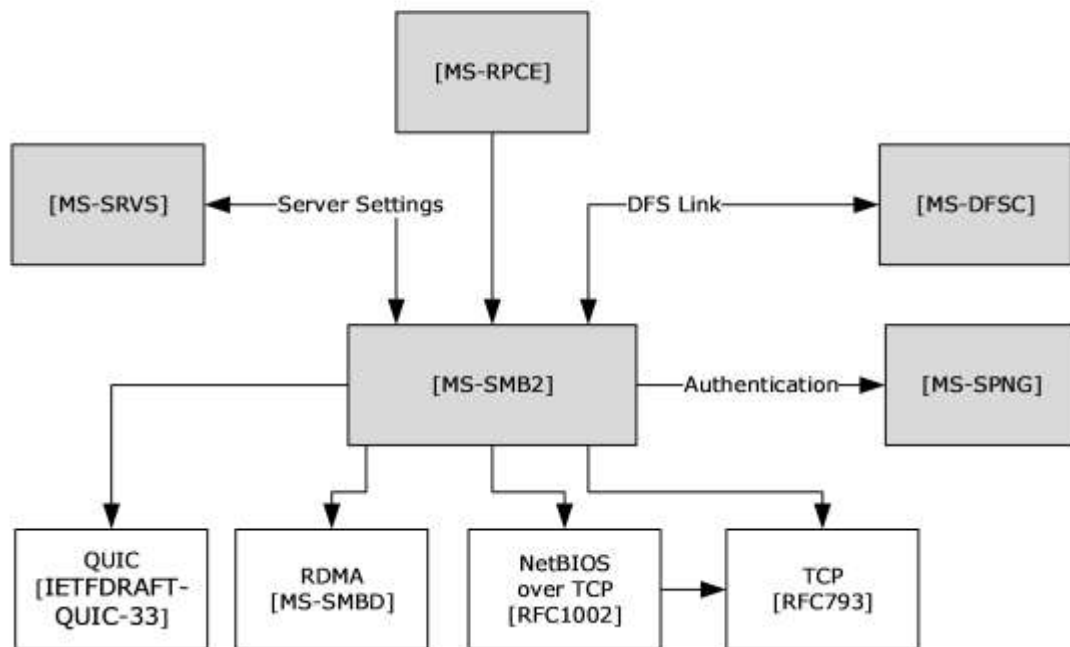 [MS-RPCE]
[MS-SRVS]
Server Settings
DFS Link
[MS-DFSC]
[MS-SMB2]
Authentication
[MS-SPNG]
QUIC
[IETFDRAFT-
QUIC-33]
RDMA
[MS-SMBD]
NetBIOS
over TCP
[RFC1002]
TCP
[RFC793]